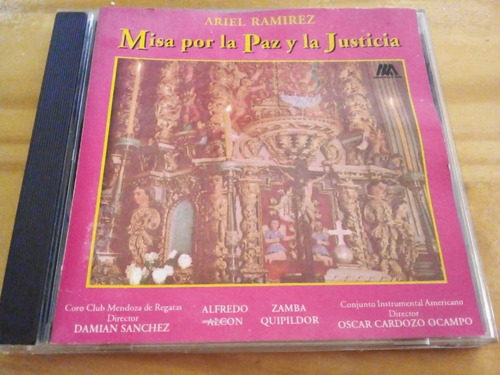 ARIEL RAMIREZ
Misa por la Paz y la Justicia
Coro Club Mendoza de Regatas
Director
DAMIAN SANCHEZ
ALFREDO
ALCON
ZAMBA
QUIPILDOR
Conjunto Instrumental Americano
Director
OSCAR CARDOZO OCAMPO